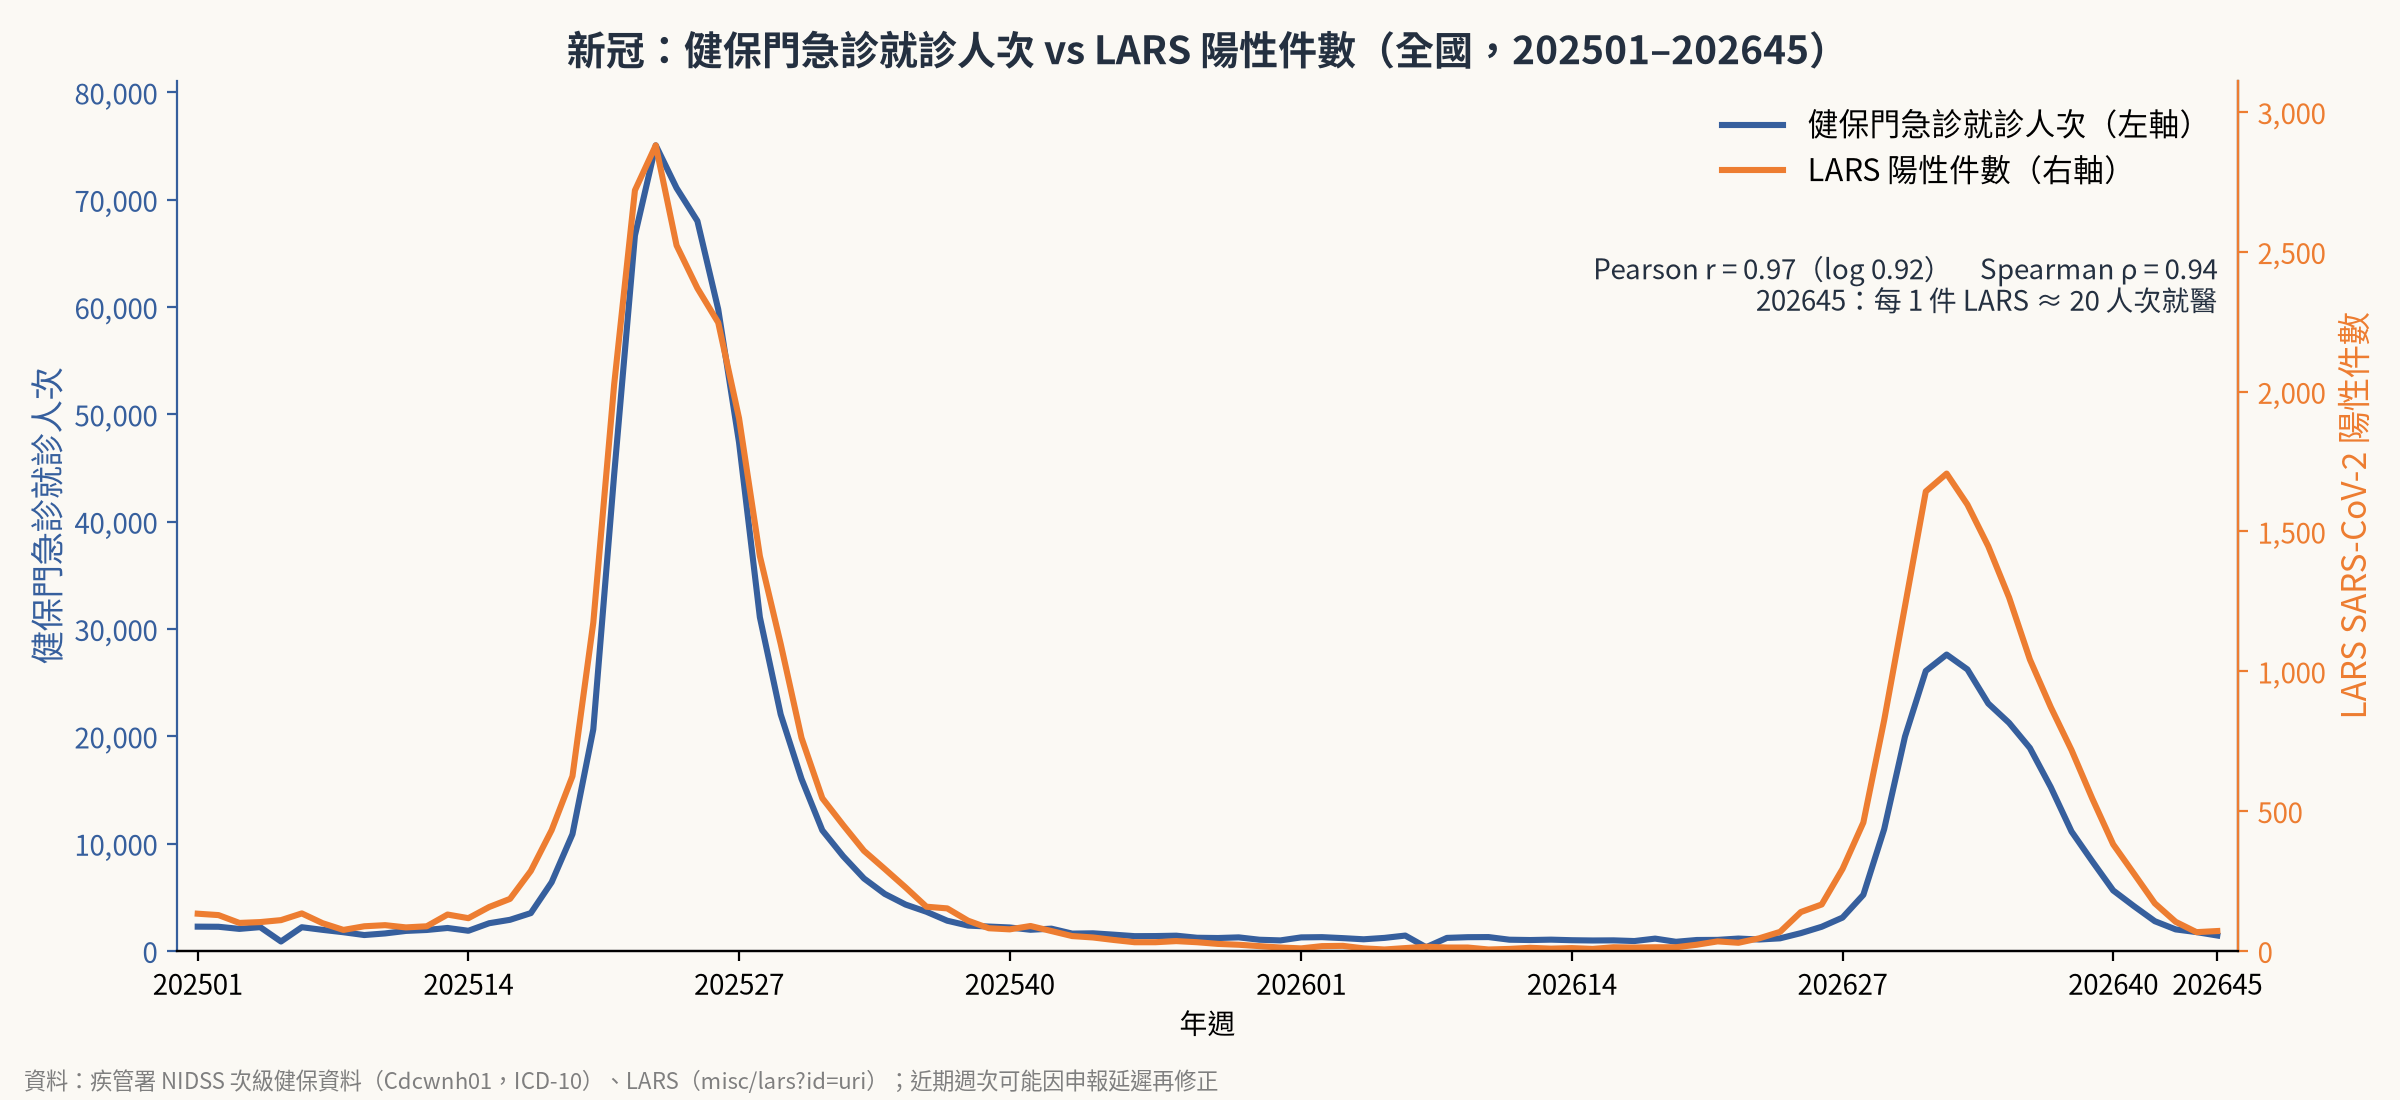 新冠：健保門急診就診人次 vs LARS 陽性件數（全國，202501–202645）
80,000
70,000
60,000
50,000
40,000
30,000
20,000
10,000
0
健保門急診就診人次
健保門急診就診人次（左軸）
LARS 陽性件數（右軸）
Pearson r = 0.97（log 0.92） Spearman ρ = 0.94
202645：每 1 件 LARS ≈ 20 人次就醫
3,000
2,500
2,000
1,500
1,000
500
0
LARS SARS-CoV-2 陽性件數
202501 202514 202527 202540 202601 202614 202627 202640 202645
年週
資料：疾管署 NIDSS 次級健保資料（Cdcwnh01，ICD-10）、LARS（misc/lars?id=uri）；近期週次可能因申報延遲再修正